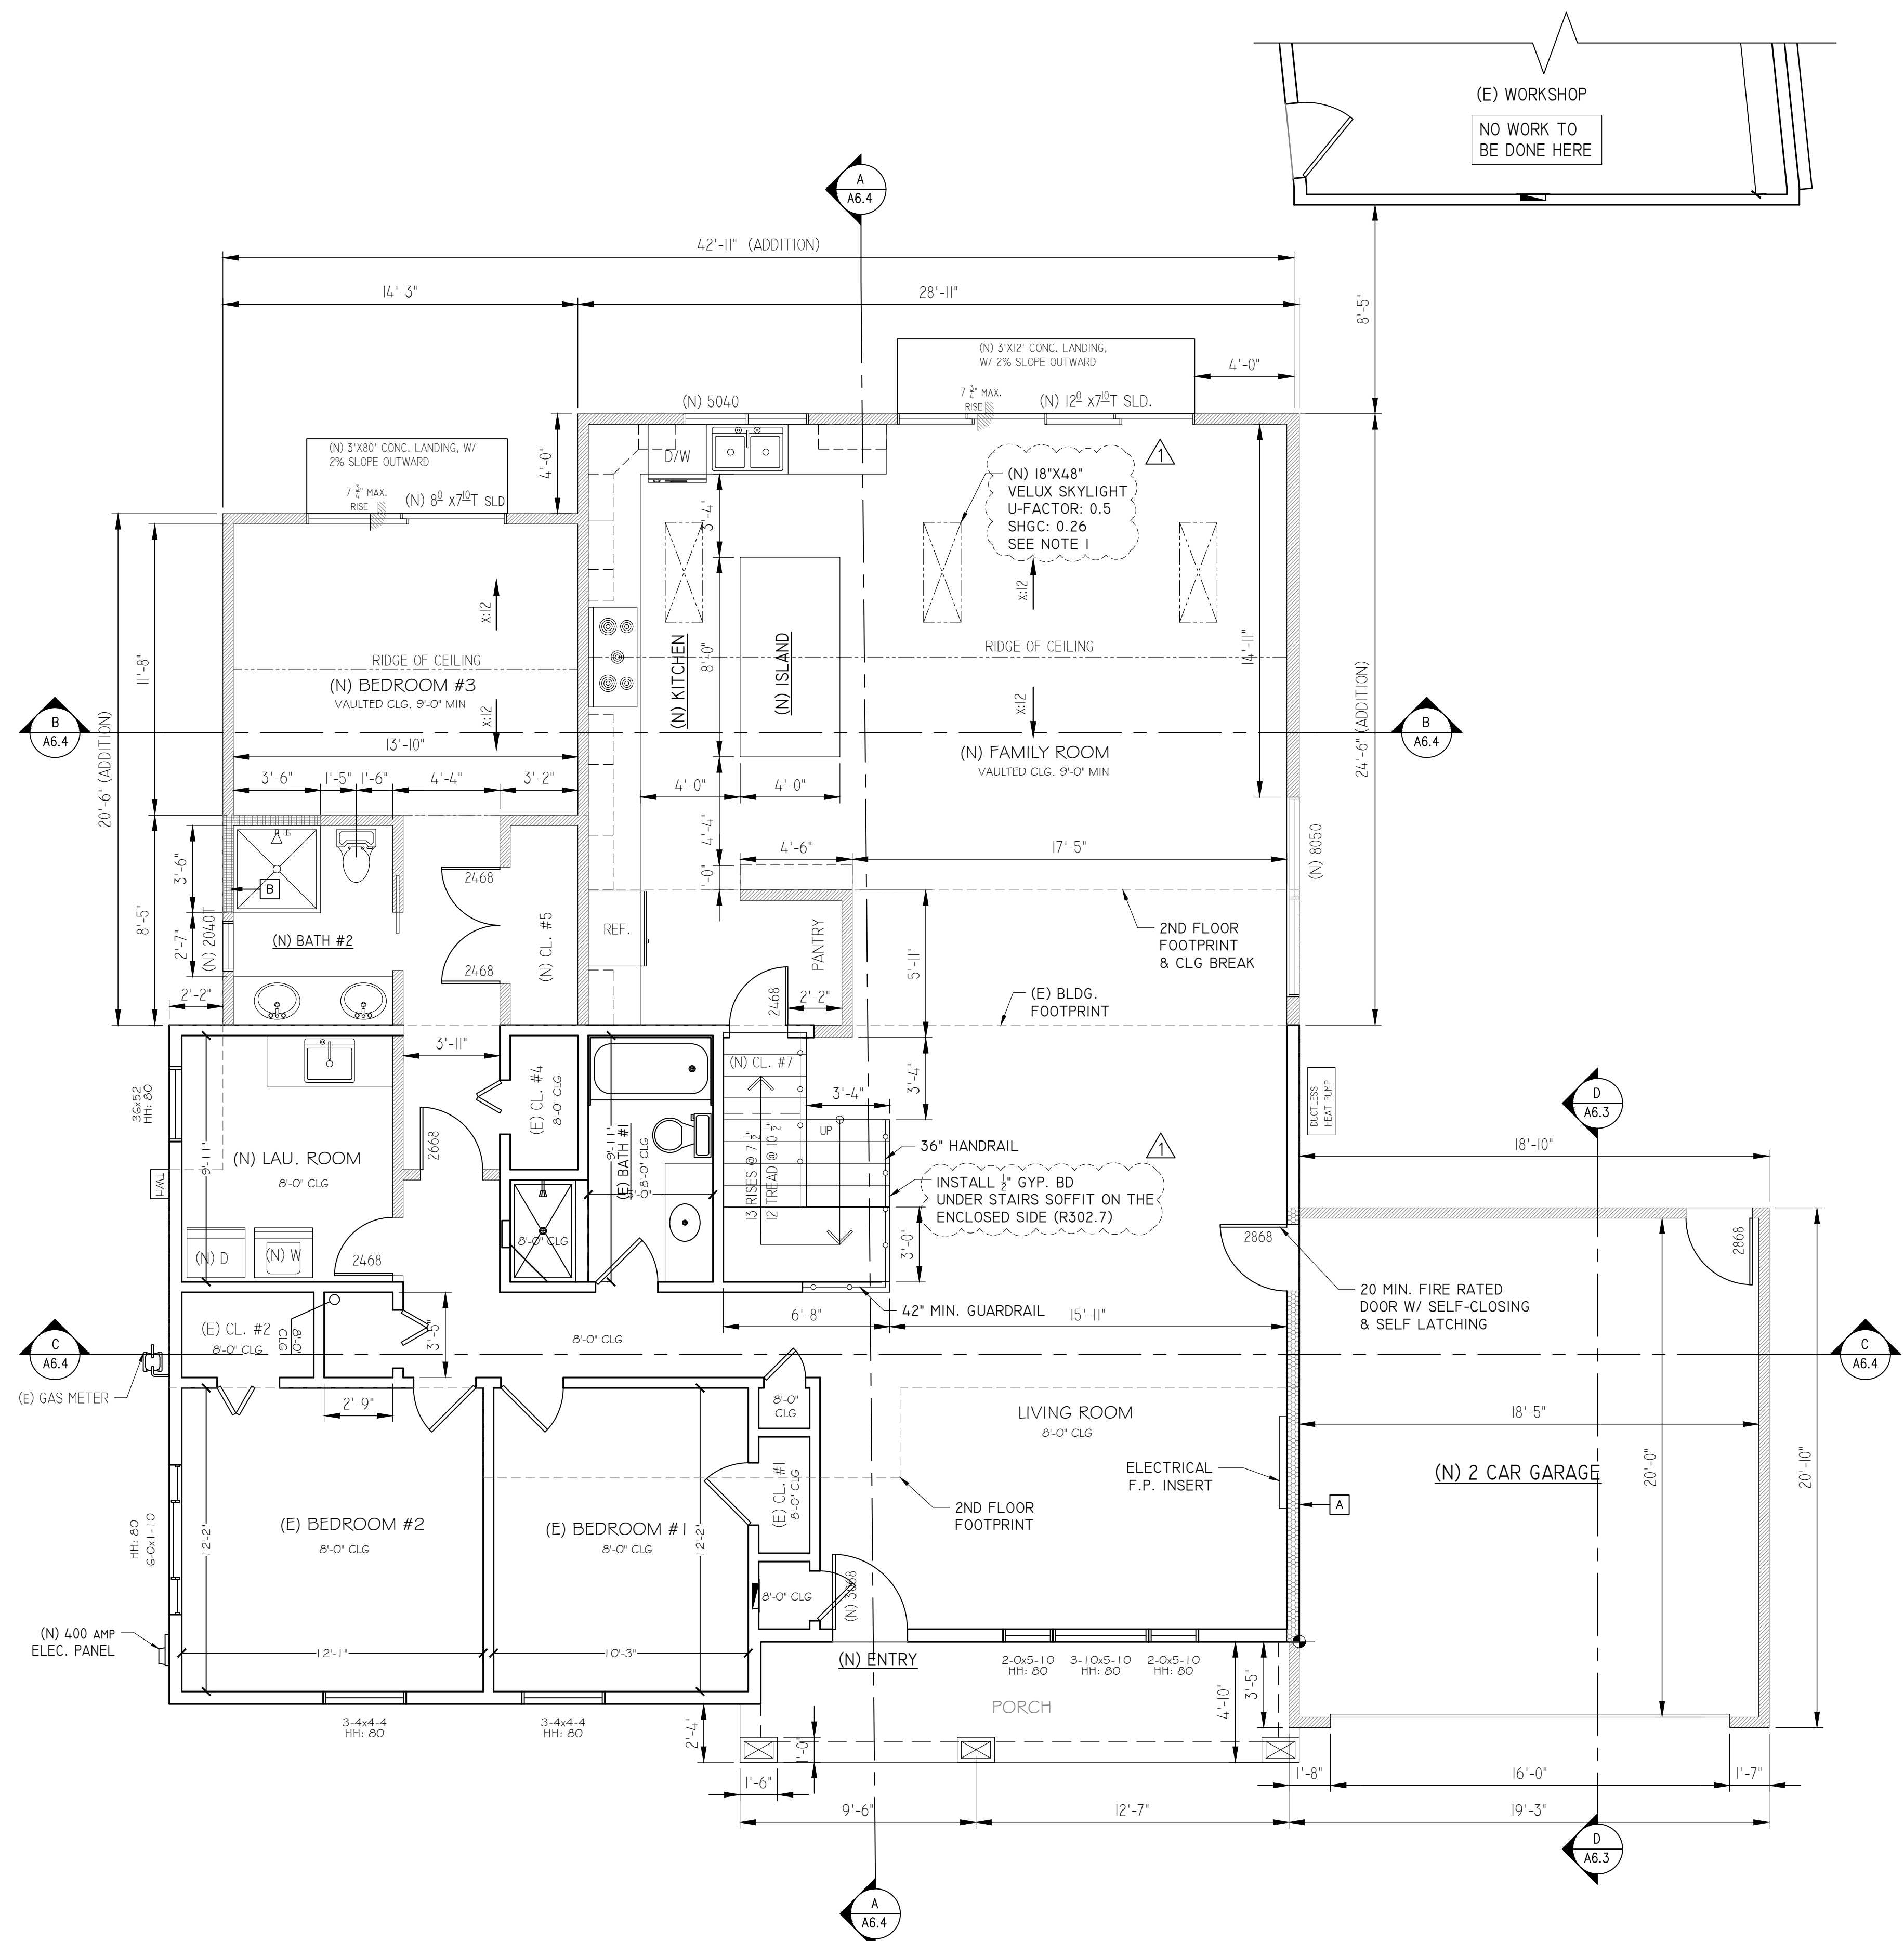 (E) WORKSHOP
NO WORK TO
BE DONE HERE
A
A6.4
42'-11" (ADDITION)
14'-3"
28'-11"
8'-5"
(N) 3'X12' CONC. LANDING,
W/ 2% SLOPE OUTWARD
4'-0"
7 3/4" MAX.
RISE
(N) 12⁰ x7¹⁰T SLD.
(N) 5040
(N) 3'X80' CONC. LANDING, W/
2% SLOPE OUTWARD
7 3/4" MAX.
RISE
(N) 8⁰ x7¹⁰T SLD
4'-0"
D/W
1
(N) 18"X48"
VELUX SKYLIGHT
U-FACTOR: 0.5
SHGC: 0.26
SEE NOTE 1
3'-4"
X:12
X:12
RIDGE OF CEILING
RIDGE OF CEILING
(N) BEDROOM #3
VAULTED CLG. 9'-0" MIN
X:12
X:12
11'-8"
20'-6" (ADDITION)
(N) KITCHEN
8'-0"
(N) ISLAND
14'-11"
24'-6" (ADDITION)
B
A6.4
B
A6.4
13'-10"
(N) FAMILY ROOM
VAULTED CLG. 9'-0" MIN
3'-6"
1'-5"
1'-6"
4'-4"
3'-2"
4'-0"
4'-0"
4'-4"
4'-6"
17'-5"
1'-0"
(N) 8050
3'-6"
B
2468
8'-5"
2'-7"
(N) 2040T
(N) BATH #2
2468
(N) CL. #5
REF.
PANTRY
2ND FLOOR
FOOTPRINT
& CLG BREAK
5'-11"
2'-2"
2468
2'-2"
(E) BLDG.
FOOTPRINT
3'-11"
(N) CL. #7
3'-4"
3'-4"
36x52
HH: 80
9'-11"
(E) CL. #4
8'-0" CLG
9'-11"
(E) BATH #1
8'-0" CLG
5'-0"
DUCTLESS
HEAT PUMP
D
A6.3
18'-10"
UP
36" HANDRAIL
1
2668
(N) LAU. ROOM
8'-0" CLG
TWH
INSTALL 1/2" GYP. BD
UNDER STAIRS SOFFIT ON THE
ENCLOSED SIDE (R302.7)
13 RISES @ 7 1/2"
12 TREAD @ 10 1/2"
8'-0" CLG
3'-0"
2868
2868
(N) D
(N) W
2468
20 MIN. FIRE RATED
DOOR W/ SELF-CLOSING
& SELF LATCHING
42" MIN. GUARDRAIL
6'-8"
15'-11"
(E) CL. #2
8'-0" CLG
8'-0"
CLG
3'-5"
8'-0" CLG
C
A6.4
C
A6.4
(E) GAS METER
2'-9"
8'-0"
CLG
LIVING ROOM
8'-0" CLG
18'-5"
ELECTRICAL
F.P. INSERT
(N) 2 CAR GARAGE
20'-0"
20'-10"
A
(E) CL. #1
8'-0" CLG
2ND FLOOR
FOOTPRINT
HH: 80
6-0x1-10
12'-2"
(E) BEDROOM #2
8'-0" CLG
(E) BEDROOM #1
8'-0" CLG
12'-2"
8'-0" CLG
(N) 3068
(N) 400 AMP
ELEC. PANEL
12'-1"
10'-3"
(N) ENTRY
2-0x5-10
HH: 80
3-10x5-10
HH: 80
2-0x5-10
HH: 80
PORCH
4'-10"
3'-5"
3-4x4-4
HH: 80
3-4x4-4
HH: 80
2'-4"
1'-0"
1'-6"
1'-8"
16'-0"
1'-7"
9'-6"
12'-7"
19'-3"
D
A6.3
A
A6.4